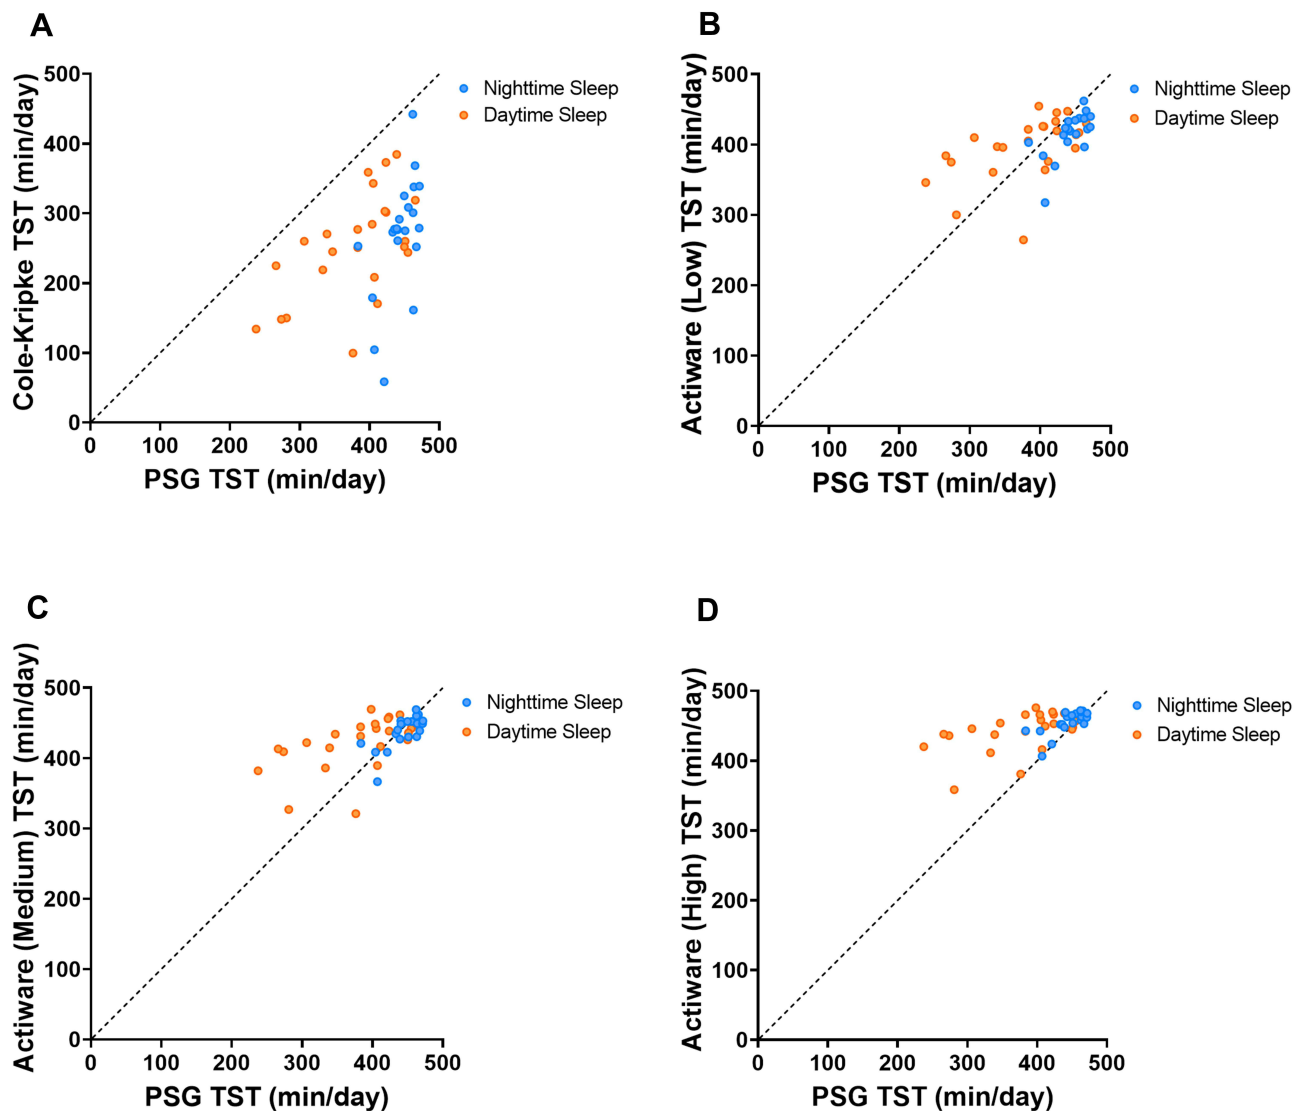 A
Cole-Kripke TST (min/day)
500
400
300
200
100
0
0 100 200 300 400 500
PSG TST (min/day)
Nighttime Sleep
Daytime Sleep
B
Actiware (Low) TST (min/day)
500
400
300
200
100
0
0 100 200 300 400 500
PSG TST (min/day)
Nighttime Sleep
Daytime Sleep
C
Actiware (Medium) TST (min/day)
500
400
300
200
100
0
0 100 200 300 400 500
PSG TST (min/day)
Nighttime Sleep
Daytime Sleep
D
Actiware (High) TST (min/day)
500
400
300
200
100
0
0 100 200 300 400 500
PSG TST (min/day)
Nighttime Sleep
Daytime Sleep